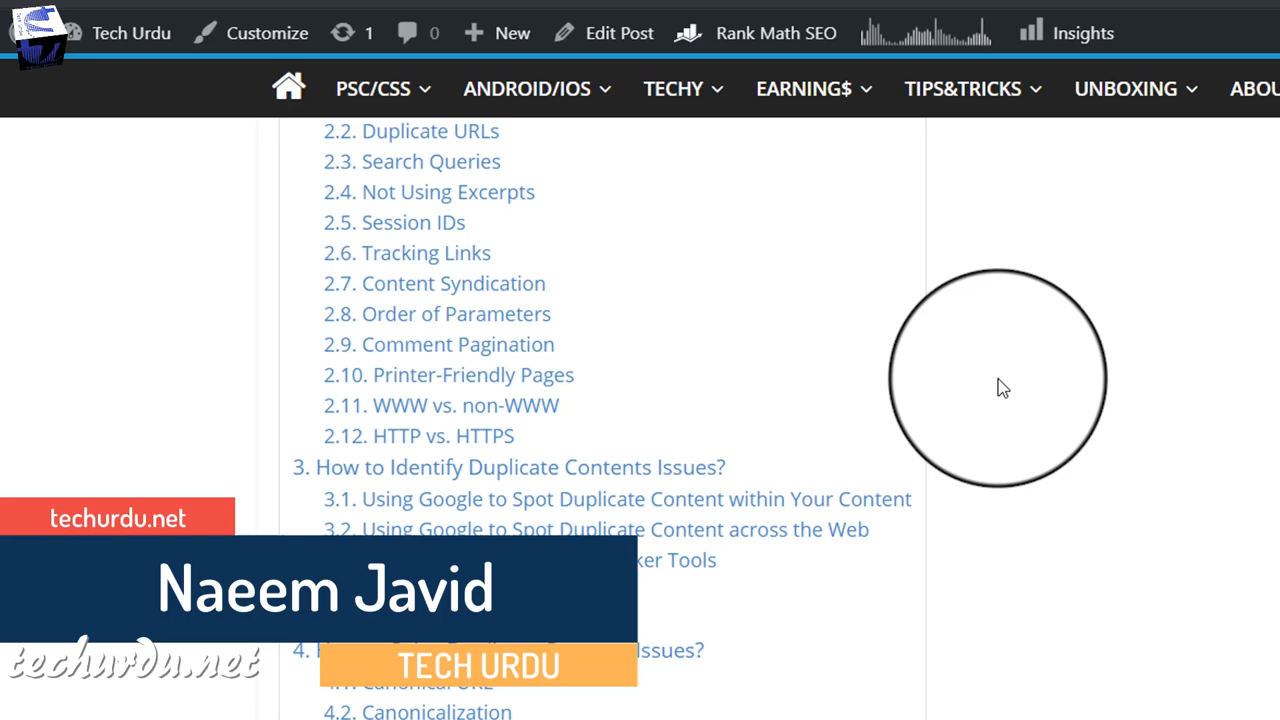 Tech Urdu Customize 1 0 New Edit Post Rank Math SEO Insights
PSC/CSS ANDROID/IOS TECHY EARNING$ TIPS&TRICKS UNBOXING ABOU
2.2. Duplicate URLs
2.3. Search Queries
2.4. Not Using Excerpts
2.5. Session IDs
2.6. Tracking Links
2.7. Content Syndication
2.8. Order of Parameters
2.9. Comment Pagination
2.10. Printer-Friendly Pages
2.11. WWW vs. non-WWW
2.12. HTTP vs. HTTPS
3. How to Identify Duplicate Contents Issues?
3.1. Using Google to Spot Duplicate Content within Your Content
techurdu.net
3.2. Using Google to Spot Duplicate Content across the Web
ker Tools
Naeem Javid
4. Issues?
techurdu.net
TECH URDU
4.2. Canonicalization